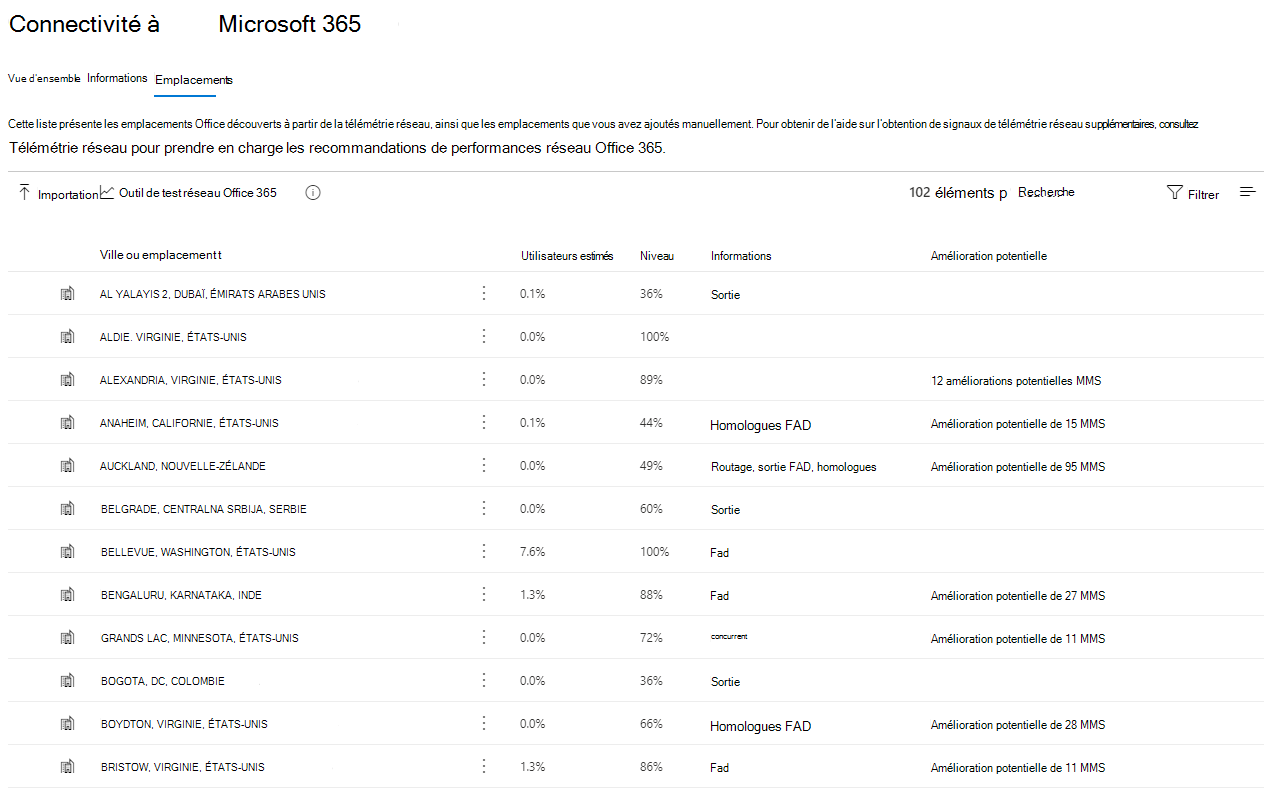 Connectivité à Microsoft 365
Vue d'ensemble Informations Emplacements
Cette liste présente les emplacements Office découverts à partir de la télémétrie réseau, ainsi que les emplacements que vous avez ajoutés manuellement. Pour obtenir de l'aide sur l'obtention de signaux de télémétrie réseau supplémentaires, consultez
Télémétrie réseau pour prendre en charge les recommandations de performances réseau Office 365.
Importation Outil de test réseau Office 365 102 éléments p Recherche Filtrer
Ville ou emplacement t Utilisateurs estimés Niveau Informations Amélioration potentielle
AL YALAYIS 2, DUBAÏ, ÉMIRATS ARABES UNIS 0.1% 36% Sortie
ALDIE. VIRGINIE, ÉTATS-UNIS 0.0% 100%
ALEXANDRIA, VIRGINIE, ÉTATS-UNIS 0.0% 89% 12 améliorations potentielles MMS
ANAHEIM, CALIFORNIE, ÉTATS-UNIS 0.1% 44% Homologues FAD Amélioration potentielle de 15 MMS
AUCKLAND, NOUVELLE-ZÉLANDE 0.0% 49% Routage, sortie FAD, homologues Amélioration potentielle de 95 MMS
BELGRADE, CENTRALNA SRBIJA, SERBIE 0.0% 60% Sortie
BELLEVUE, WASHINGTON, ÉTATS-UNIS 7.6% 100% Fad
BENGALURU, KARNATAKA, INDE 1.3% 88% Fad Amélioration potentielle de 27 MMS
GRANDS LAC, MINNESOTA, ÉTATS-UNIS 0.0% 72% concurrent Amélioration potentielle de 11 MMS
BOGOTA, DC, COLOMBIE 0.0% 36% Sortie
BOYDTON, VIRGINIE, ÉTATS-UNIS 0.0% 66% Homologues FAD Amélioration potentielle de 28 MMS
BRISTOW, VIRGINIE, ÉTATS-UNIS 1.3% 86% Fad Amélioration potentielle de 11 MMS